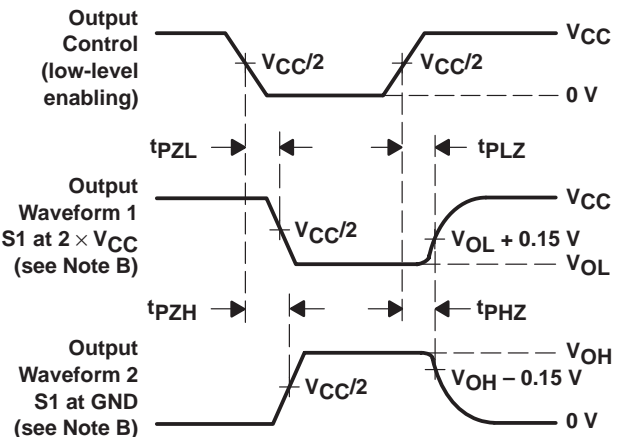 Output
Control
(low-level
enabling)
VCC
VCC/2
VCC/2
0 V
tPZL
tPLZ
Output
Waveform 1
S1 at 2 × VCC
(see Note B)
VCC
VCC/2
VOL + 0.15 V
VOL
tPZH
tPHZ
Output
Waveform 2
S1 at GND
(see Note B)
VOH
VOH – 0.15 V
VCC/2
0 V